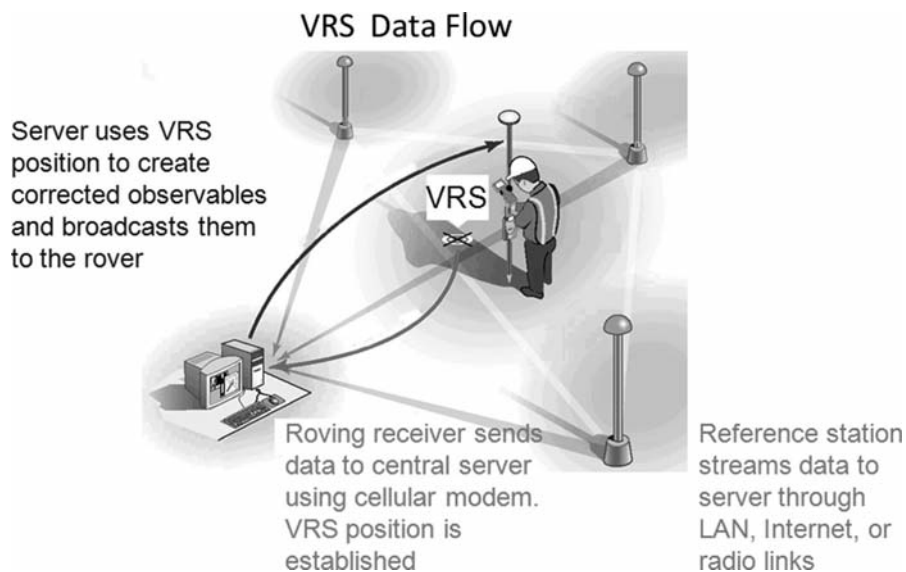 VRS Data Flow
Server uses VRS
position to create
corrected observables
and broadcasts them
to the rover
VRS
Roving receiver sends
data to central server
using cellular modem.
VRS position is
established
Reference station
streams data to
server through
LAN, Internet, or
radio links